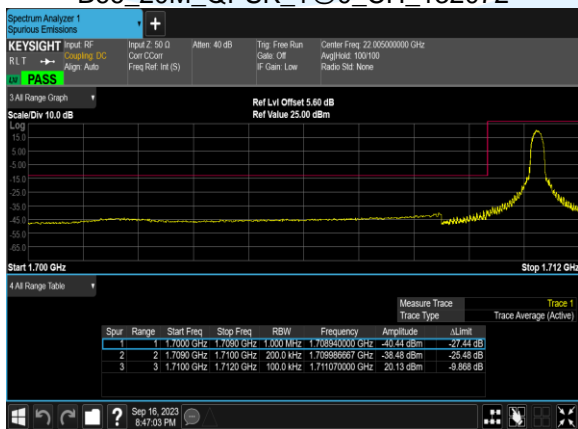 Spectrum Analyzer 1
Spurious Emissions
KEYSIGHT Input: RF Input Z: 50 Ω Atten: 40 dB Trig: Free Run Center Freq: 22.005000000 GHz
RLT Coupling: DC Corr CCorr Gate: Off Avg|Hold: 100/100
Align: Auto Freq Ref: Int (S) IF Gain: Low Radio Std: None
PASS
3 All Range Graph
Ref Lvl Offset 5.60 dB
Scale/Div 10.0 dB Ref Value 25.00 dBm
Log
15.0
5.00
-5.00
-15.0
-25.0
-35.0
-45.0
-55.0
-65.0
Start 1.700 GHz Stop 1.712 GHz
4 All Range Table
Measure Trace Trace 1
Trace Type Trace Average (Active)
Spur Range Start Freq Stop Freq RBW Frequency Amplitude ΔLimit
1 1 1.7000 GHz 1.7090 GHz 1.000 MHz 1.708940000 GHz -40.44 dBm -27.44 dB
2 2 1.7090 GHz 1.7100 GHz 200.0 kHz 1.709986667 GHz -38.48 dBm -25.48 dB
3 3 1.7100 GHz 1.7120 GHz 100.0 kHz 1.711070000 GHz 20.13 dBm -9.868 dB
?
Sep 16, 2023
8:47:03 PM